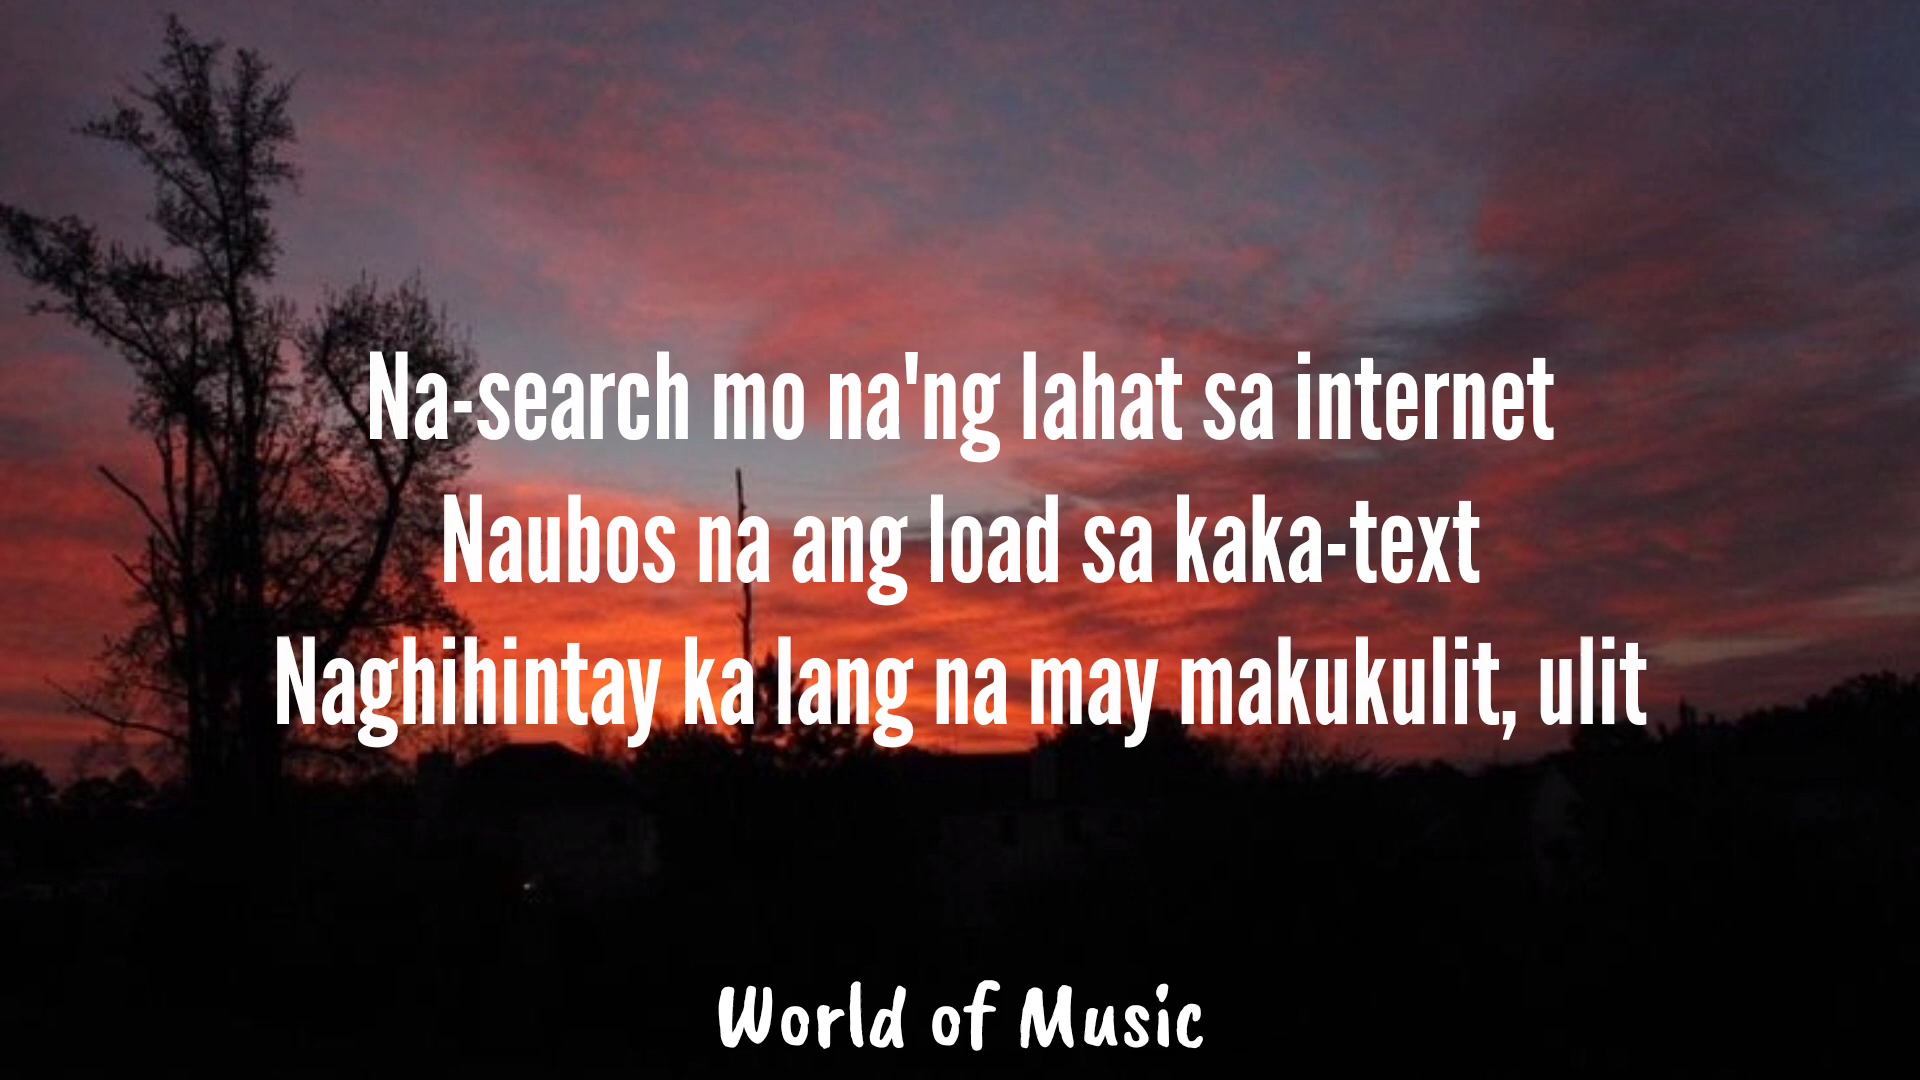 Na-search mo na'ng lahat sa internet
Naubos na ang load sa kaka-text
Naghihintay ka lang na may makukulit, ulit
World of Music